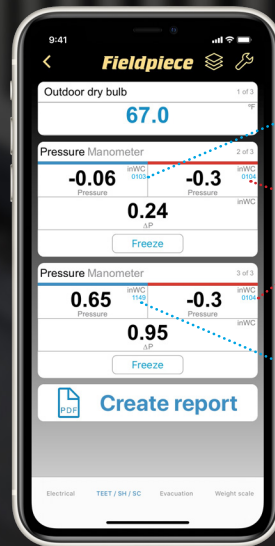 9:41
Fieldpiece
Outdoor dry bulb 1 of 3
67.0 °F
Pressure Manometer 2 of 3
-0.06 inWC 0103 -0.3 inWC 0104
Pressure Pressure
0.24 inWC
ΔP
Freeze
Pressure Manometer 3 of 3
0.65 inWC 1149 -0.3 inWC 0104
Pressure Pressure
0.95 inWC
ΔP
Freeze
PDF Create report
Electrical TEET / SH / SC Evacuation Weight scale